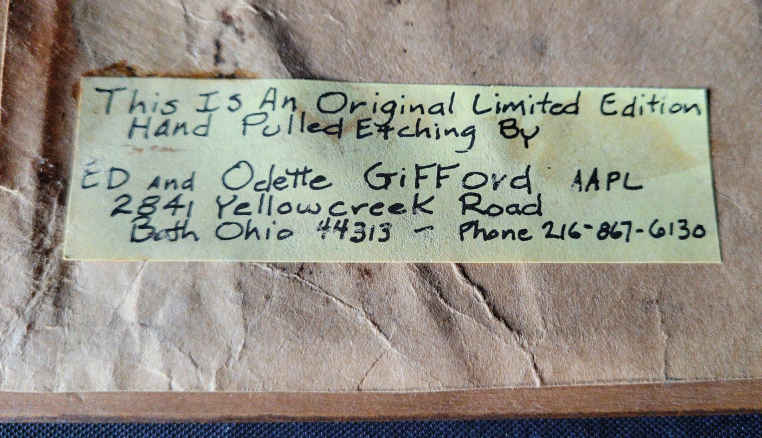 This Is An Original Limited Edition
Hand Pulled Etching By
ED And Odette GiFFord AAPL
2841 Yellowcreek Road
Bath Ohio 44313 - Phone 216-867-6130